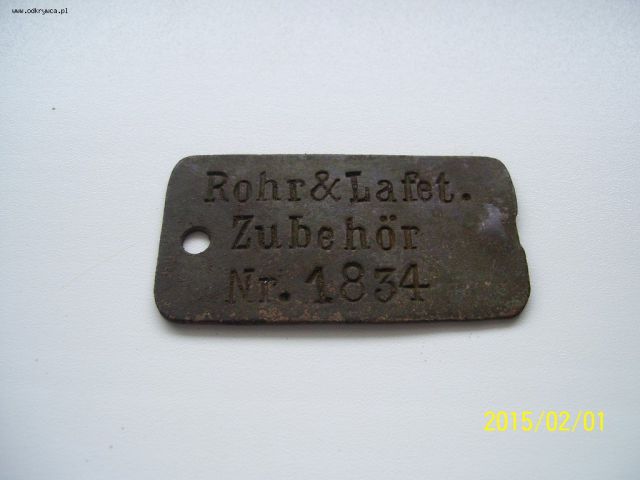 www.odkrywca.pl
Rohr & Lafet.
Zubehör
Nr. 1834
2015/02/01